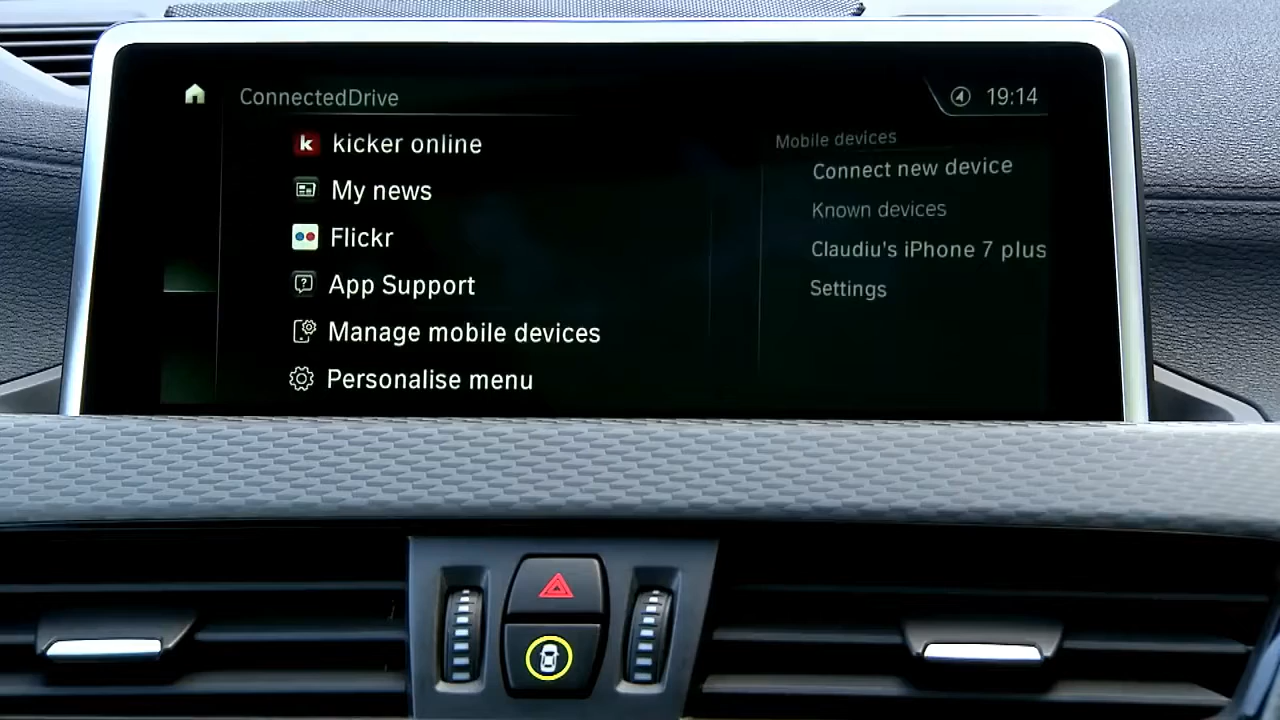 ConnectedDrive
19:14
k kicker online
My news
Flickr
App Support
Manage mobile devices
Personalise menu
Mobile devices
Connect new device
Known devices
Claudiu's iPhone 7 plus
Settings